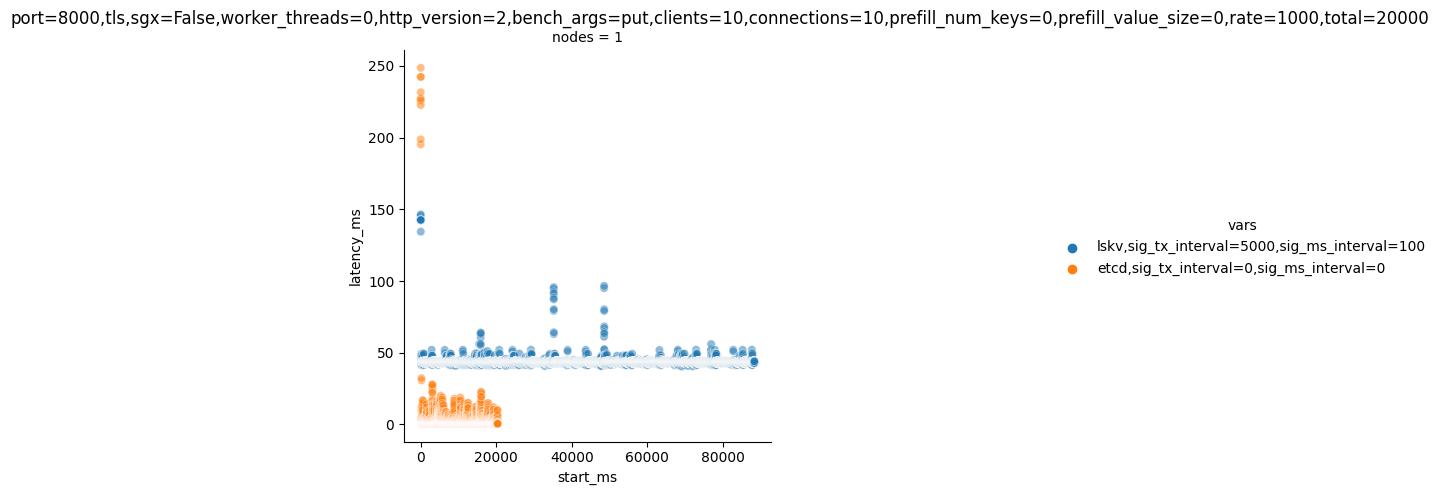 port=8000,tls,sgx=False,worker_threads=0,http_version=2,bench_args=put,clients=10,connections=10,prefill_num_keys=0,prefill_value_size=0,rate=1000,total=20000
nodes = 1
250
200
150
100
50
0
latency_ms
0 20000 40000 60000 80000
start_ms
vars
lskv,sig_tx_interval=5000,sig_ms_interval=100
etcd,sig_tx_interval=0,sig_ms_interval=0